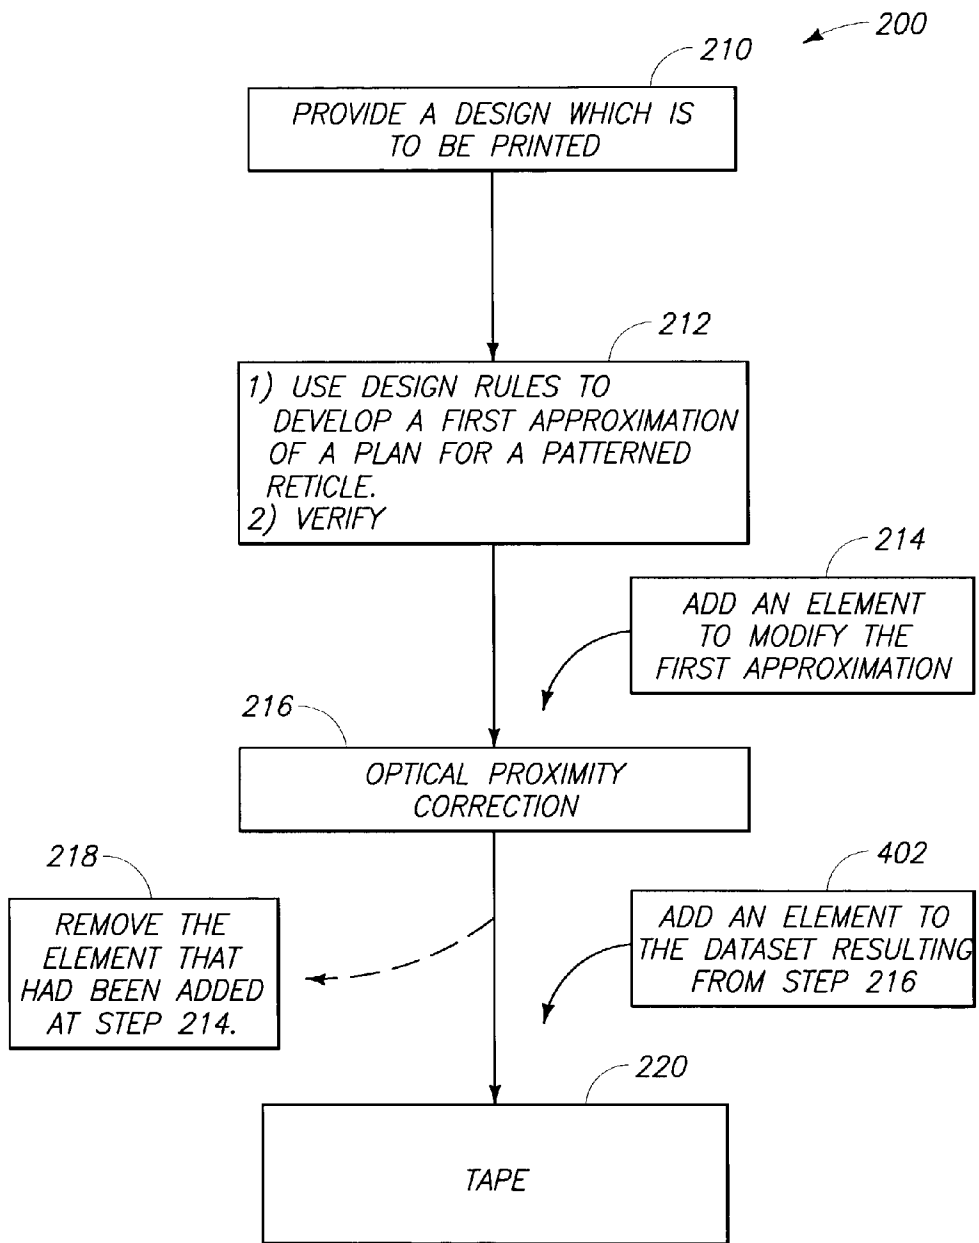 200
210
PROVIDE A DESIGN WHICH IS
TO BE PRINTED
212
1) USE DESIGN RULES TO
DEVELOP A FIRST APPROXIMATION
OF A PLAN FOR A PATTERNED
RETICLE.
2) VERIFY
214
ADD AN ELEMENT
TO MODIFY THE
FIRST APPROXIMATION
216
OPTICAL PROXIMITY
CORRECTION
218
REMOVE THE
ELEMENT THAT
HAD BEEN ADDED
AT STEP 214.
402
ADD AN ELEMENT TO
THE DATASET RESULTING
FROM STEP 216
220
TAPE